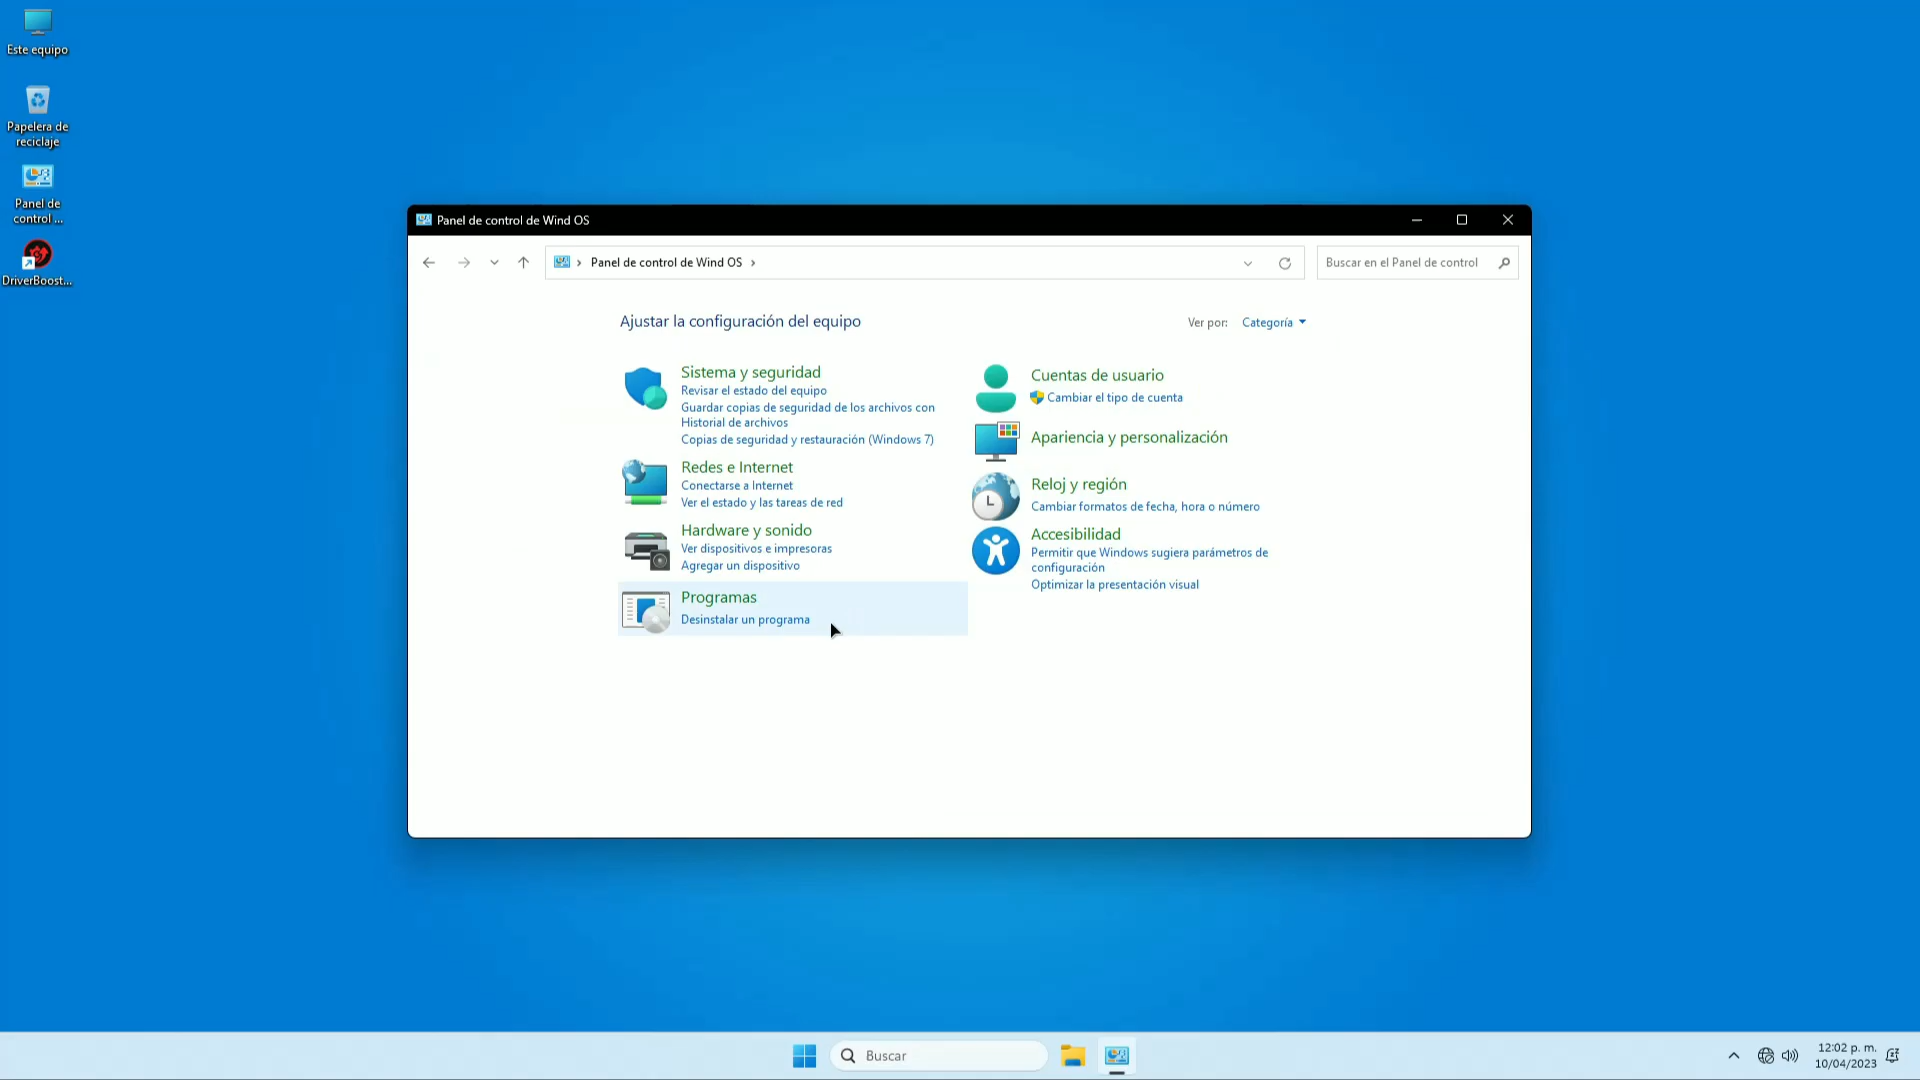 Este equipo
Papelera de
reciclaje
Panel de
control ...
DriverBoost...
Panel de control de Wind OS
Panel de control de Wind OS
Buscar en el Panel de control
Ajustar la configuración del equipo
Ver por: Categoría
Sistema y seguridad
Revisar el estado del equipo
Guardar copias de seguridad de los archivos con
Historial de archivos
Copias de seguridad y restauración (Windows 7)
Redes e Internet
Conectarse a Internet
Ver el estado y las tareas de red
Hardware y sonido
Ver dispositivos e impresoras
Agregar un dispositivo
Programas
Desinstalar un programa
Cuentas de usuario
Cambiar el tipo de cuenta
Apariencia y personalización
Reloj y región
Cambiar formatos de fecha, hora o número
Accesibilidad
Permitir que Windows sugiera parámetros de
configuración
Optimizar la presentación visual
Buscar
12:02 p. m.
10/04/2023